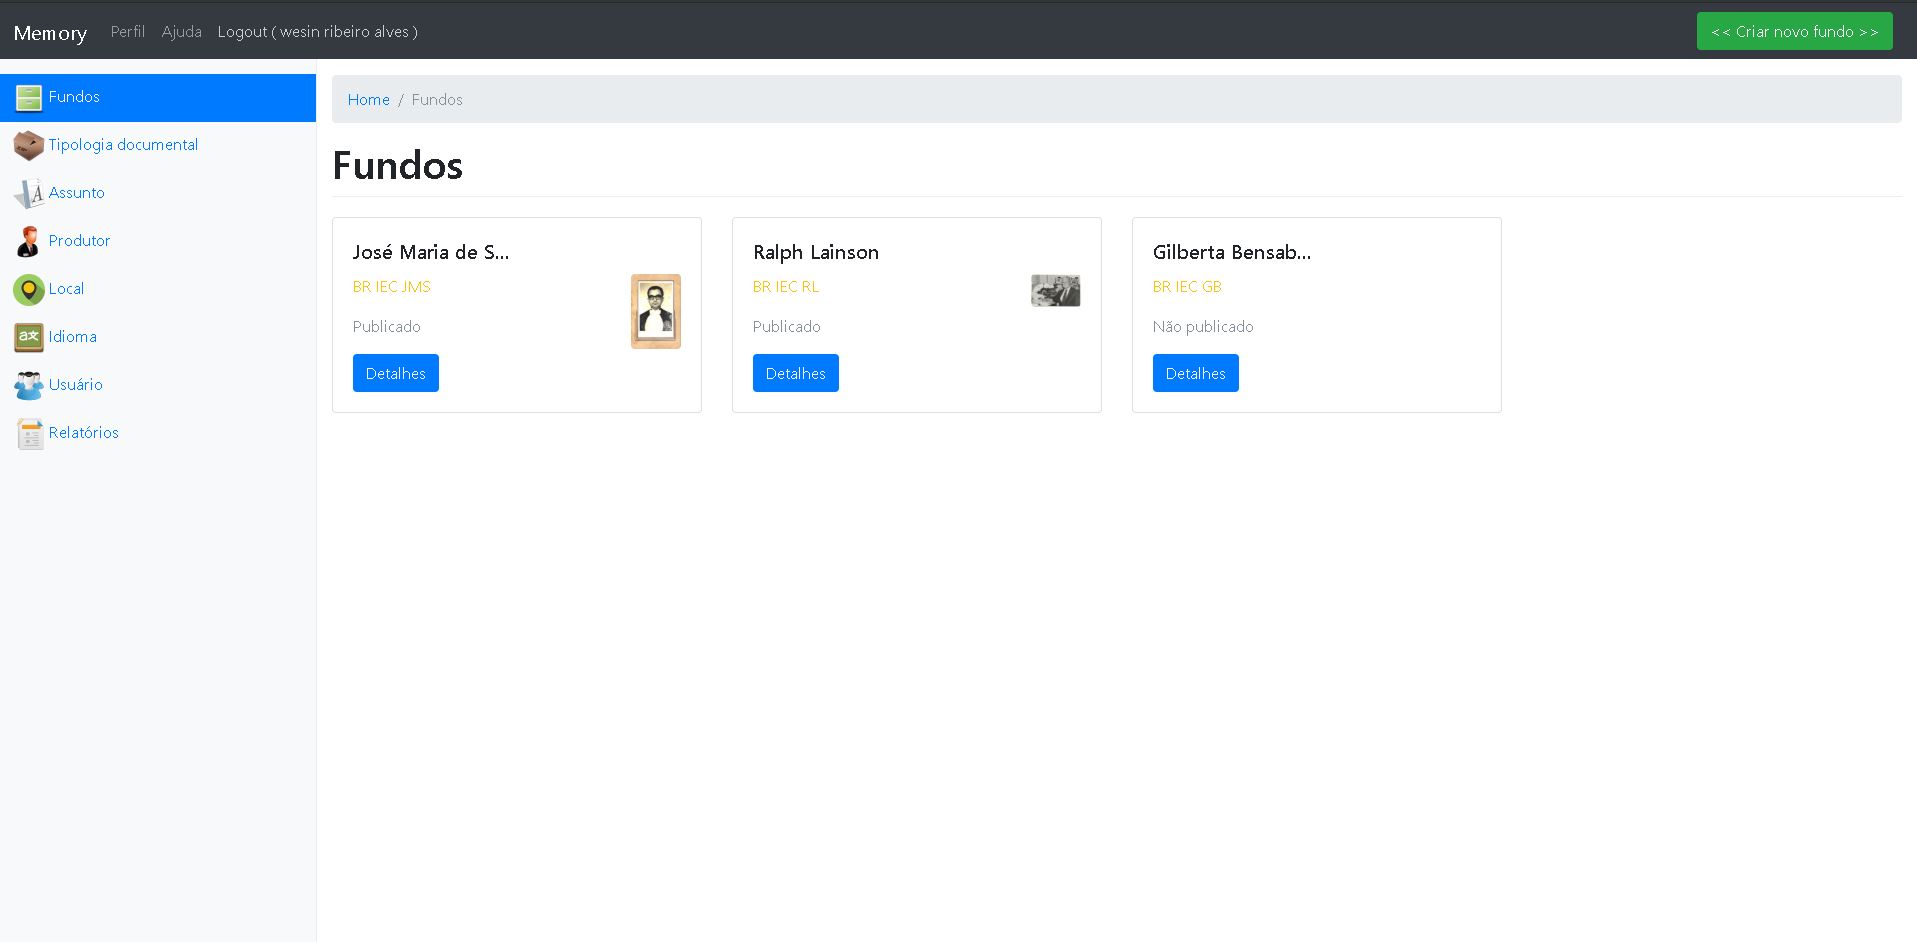 Memory Perfil Ajuda Logout ( wesin ribeiro alves ) << Criar novo fundo >>
Fundos
Tipologia documental
Assunto
Produtor
Local
Idioma
Usuário
Relatórios
Home / Fundos
Fundos
José Maria de S...
BR IEC JMS
Publicado
Detalhes
Ralph Lainson
BR IEC RL
Publicado
Detalhes
Gilberta Bensab...
BR IEC GB
Não publicado
Detalhes